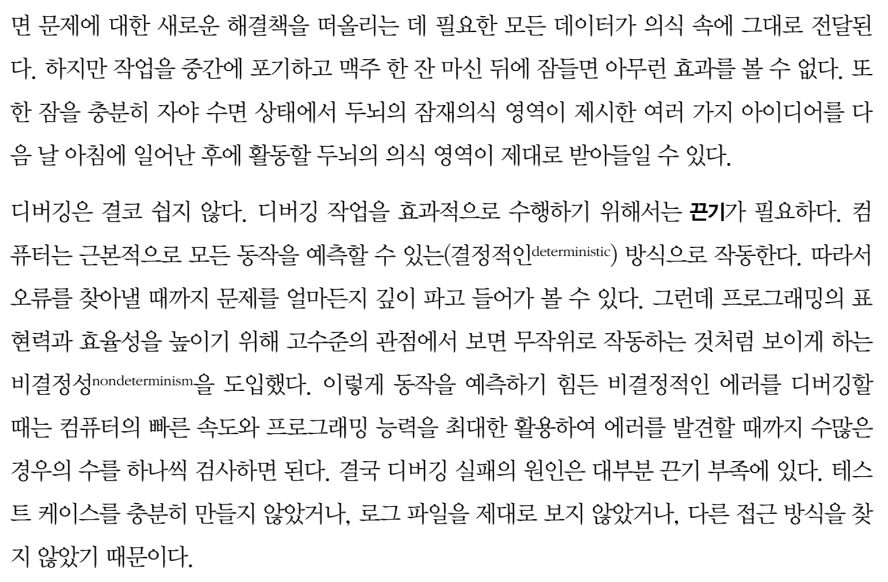 면 문제에 대한 새로운 해결책을 떠올리는 데 필요한 모든 데이터가 의식 속에 그대로 전달된
다. 하지만 작업을 중간에 포기하고 맥주 한 잔 마신 뒤에 잠들면 아무런 효과를 볼 수 없다. 또
한 잠을 충분히 자야 수면 상태에서 두뇌의 잠재의식 영역이 제시한 여러 가지 아이디어를 다
음 날 아침에 일어난 후에 활동할 두뇌의 의식 영역이 제대로 받아들일 수 있다.
디버깅은 결코 쉽지 않다. 디버깅 작업을 효과적으로 수행하기 위해서는 끈기가 필요하다. 컴
퓨터는 근본적으로 모든 동작을 예측할 수 있는(결정적인deterministic) 방식으로 작동한다. 따라서
오류를 찾아낼 때까지 문제를 얼마든지 깊이 파고 들어가 볼 수 있다. 그런데 프로그래밍의 표
현력과 효율성을 높이기 위해 고수준의 관점에서 보면 무작위로 작동하는 것처럼 보이게 하는
비결정성nondeterminism을 도입했다. 이렇게 동작을 예측하기 힘든 비결정적인 에러를 디버깅할
때는 컴퓨터의 빠른 속도와 프로그래밍 능력을 최대한 활용하여 에러를 발견할 때까지 수많은
경우의 수를 하나씩 검사하면 된다. 결국 디버깅 실패의 원인은 대부분 끈기 부족에 있다. 테스
트 케이스를 충분히 만들지 않았거나, 로그 파일을 제대로 보지 않았거나, 다른 접근 방식을 찾
지 않았기 때문이다.